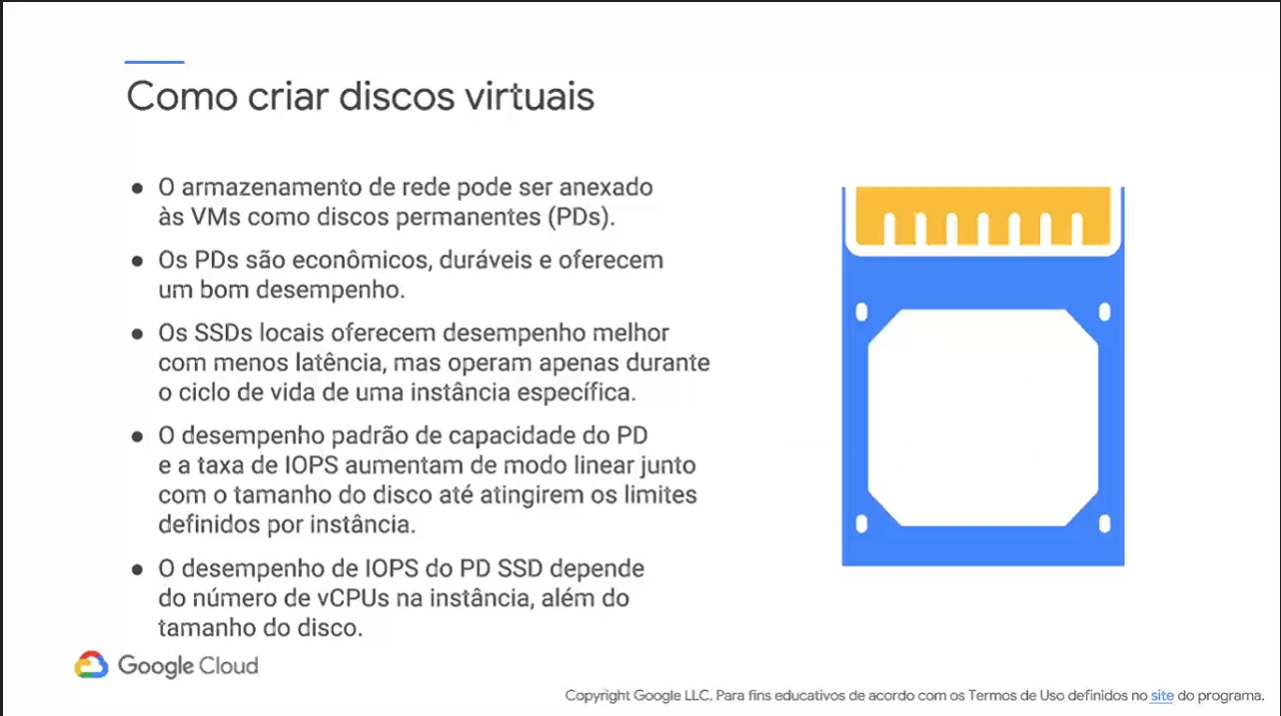 Como criar discos virtuais
● O armazenamento de rede pode ser anexado
às VMs como discos permanentes (PDs).
● Os PDs são econômicos, duráveis e oferecem
um bom desempenho.
● Os SSDs locais oferecem desempenho melhor
com menos latência, mas operam apenas durante
o ciclo de vida de uma instância específica.
● O desempenho padrão de capacidade do PD
e a taxa de IOPS aumentam de modo linear junto
com o tamanho do disco até atingirem os limites
definidos por instância.
● O desempenho de IOPS do PD SSD depende
do número de vCPUs na instância, além do
tamanho do disco.
Google Cloud
Copyright Google LLC. Para fins educativos de acordo com os Termos de Uso definidos no site do programa.